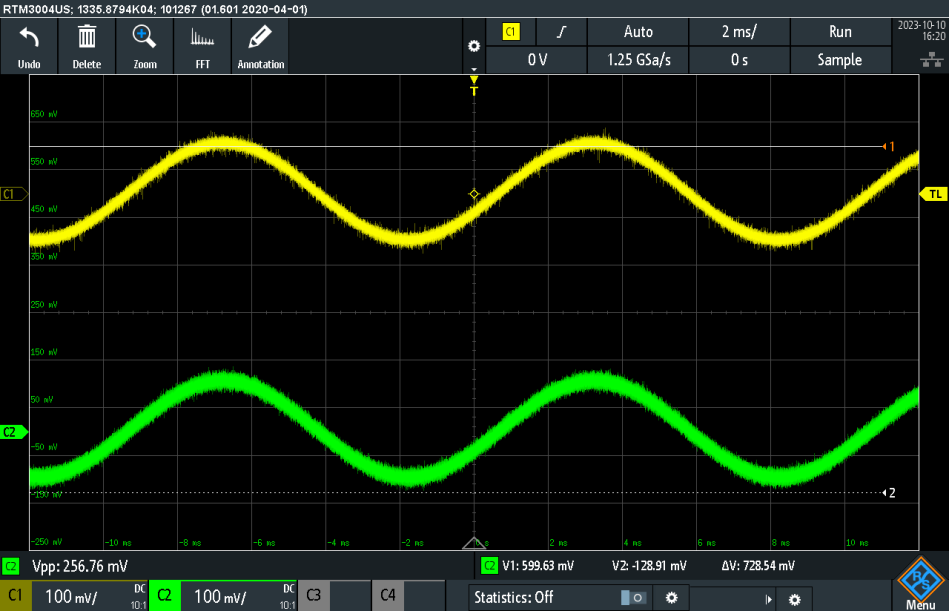 RTM3004US; 1335.8794K04; 101267 (01.601 2020-04-01)
Undo Delete Zoom FFT Annotation
C1 Auto 2 ms/ Run
0 V 1.25 GSa/s 0 s Sample
2023-10-10
16:20
T
650 mV
1
550 mV
C1 TL
450 mV
350 mV
250 mV
150 mV
50 mV
C2
-50 mV
-150 mV
2
-250 mV -10 ms -8 ms -6 ms -4 ms -2 ms 0 s 2 ms 4 ms 6 ms 8 ms 10 ms
C2 Vpp: 256.76 mV C2 V1: 599.63 mV V2: -128.91 mV ΔV: 728.54 mV
C1 100 mV/ DC 10:1 C2 100 mV/ DC 10:1 C3 C4 Statistics: Off
R&S
Menu